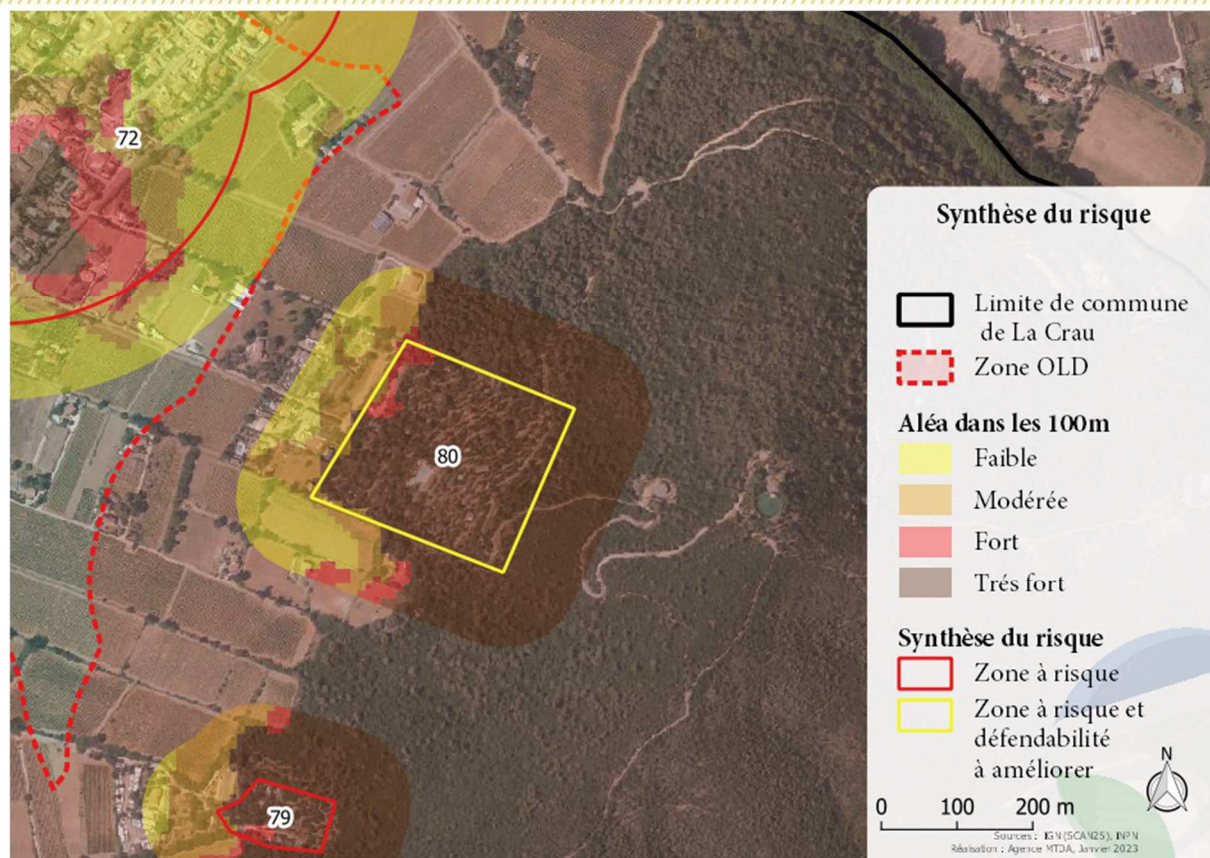 72
80
79
Synthèse du risque
Limite de commune
de La Crau
Zone OLD
Aléa dans les 100m
Faible
Modérée
Fort
Trés fort
Synthèse du risque
Zone à risque
Zone à risque et
défendabilité
à améliorer
N
0 100 200 m
Sources : IGN (SCAN25), INPN
Réalisation : Agence MTDA, Janvier 2023